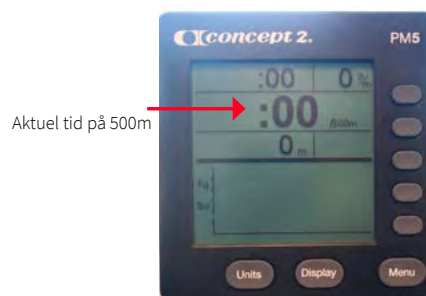 concept 2.
PM5
:00 0 s/m
Aktuel tid på 500m
:00 /500m
0 m
Units Display Menu